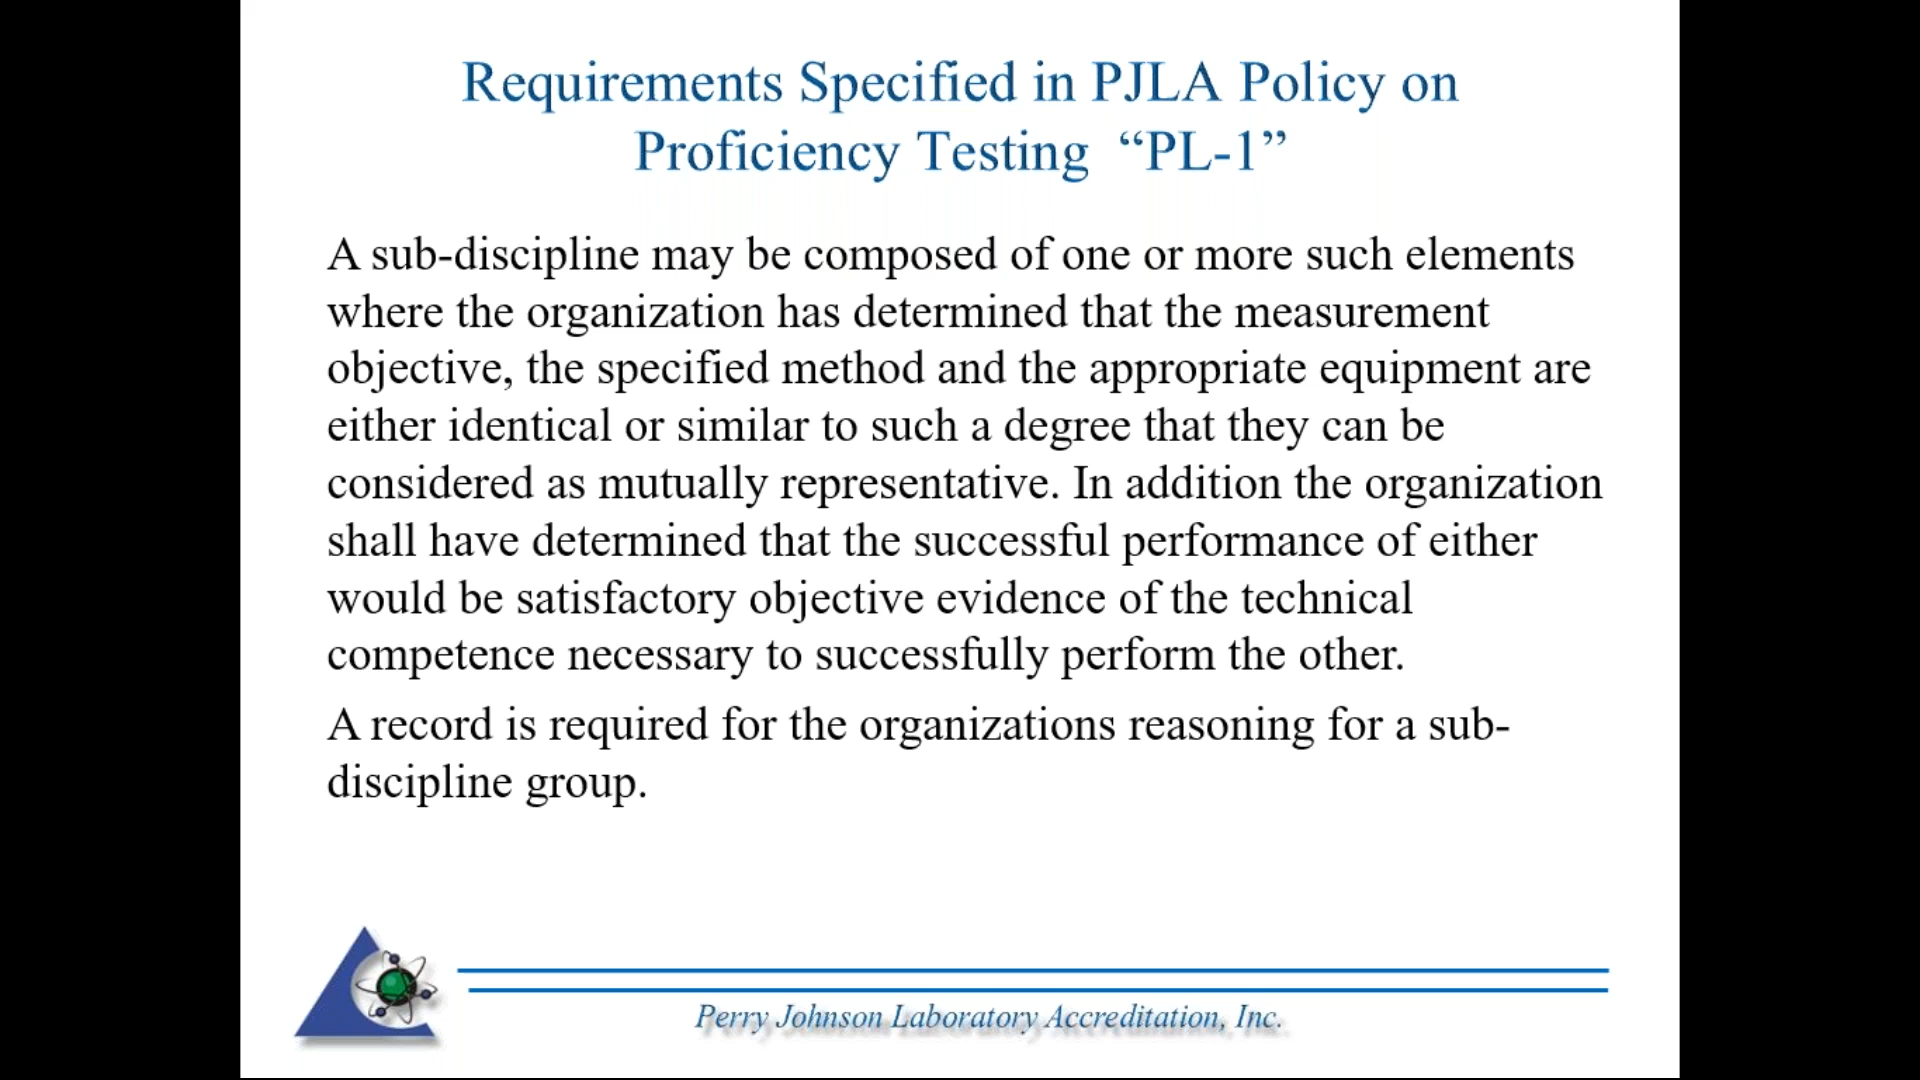 Requirements Specified in PJLA Policy on
Proficiency Testing “PL-1”
A sub-discipline may be composed of one or more such elements
where the organization has determined that the measurement
objective, the specified method and the appropriate equipment are
either identical or similar to such a degree that they can be
considered as mutually representative. In addition the organization
shall have determined that the successful performance of either
would be satisfactory objective evidence of the technical
competence necessary to successfully perform the other.
A record is required for the organizations reasoning for a sub-
discipline group.
Perry Johnson Laboratory Accreditation, Inc.